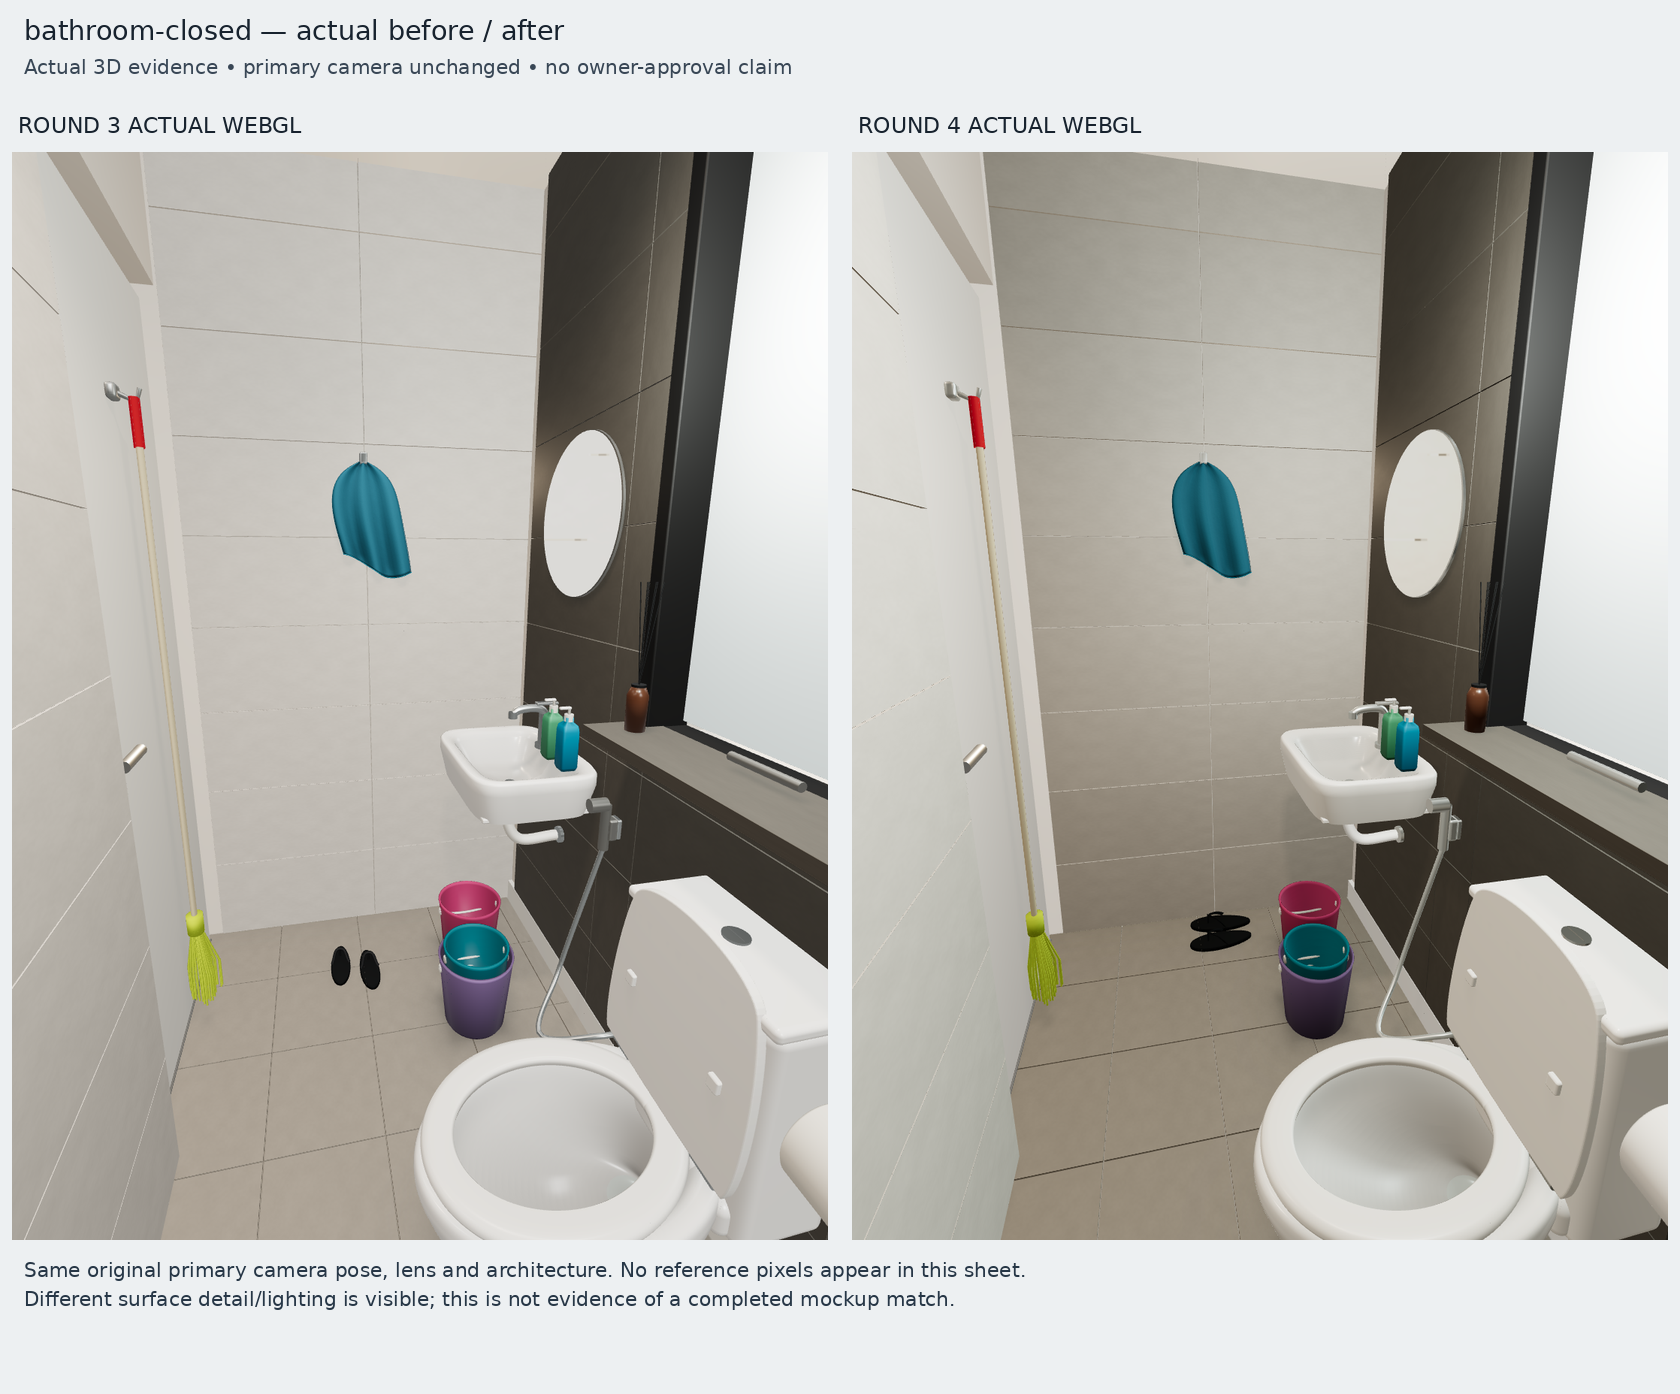 bathroom-closed — actual before / after
Actual 3D evidence • primary camera unchanged • no owner-approval claim
ROUND 3 ACTUAL WEBGL
ROUND 4 ACTUAL WEBGL
Same original primary camera pose, lens and architecture. No reference pixels appear in this sheet.
Different surface detail/lighting is visible; this is not evidence of a completed mockup match.